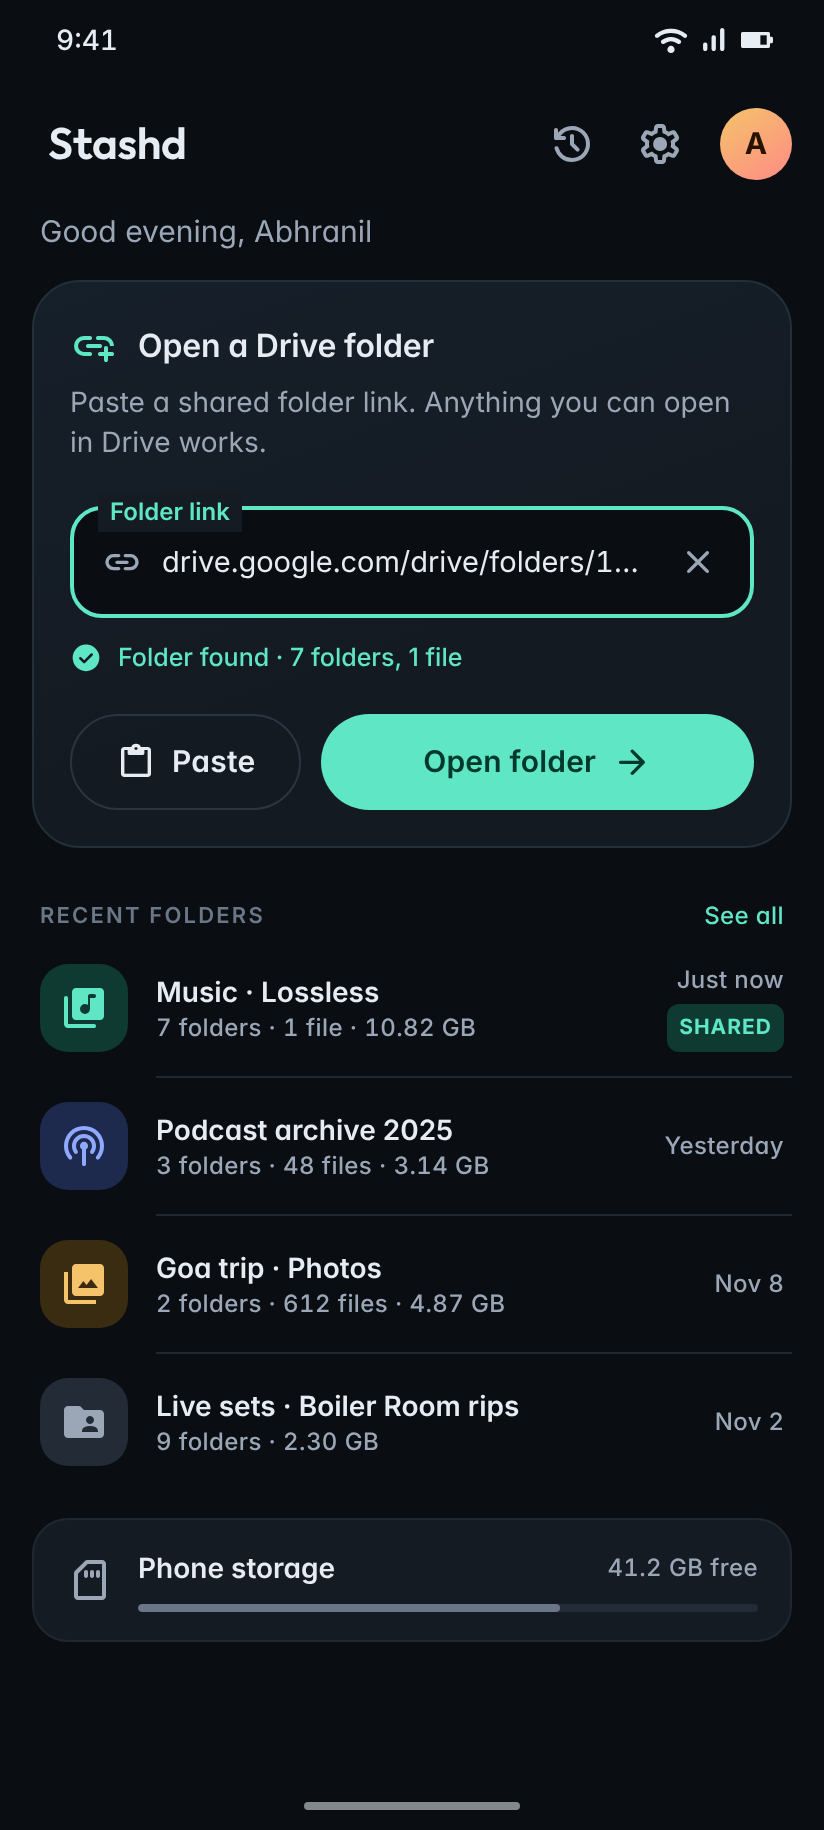 9:41
Stashd
A
Good evening, Abhranil
Open a Drive folder
Paste a shared folder link. Anything you can open
in Drive works.
Folder link
drive.google.com/drive/folders/1...
Folder found · 7 folders, 1 file
Paste
Open folder
RECENT FOLDERS
See all
Music · Lossless
Just now
7 folders · 1 file · 10.82 GB
SHARED
Podcast archive 2025
3 folders · 48 files · 3.14 GB
Yesterday
Goa trip · Photos
2 folders · 612 files · 4.87 GB
Nov 8
Live sets · Boiler Room rips
9 folders · 2.30 GB
Nov 2
Phone storage
41.2 GB free